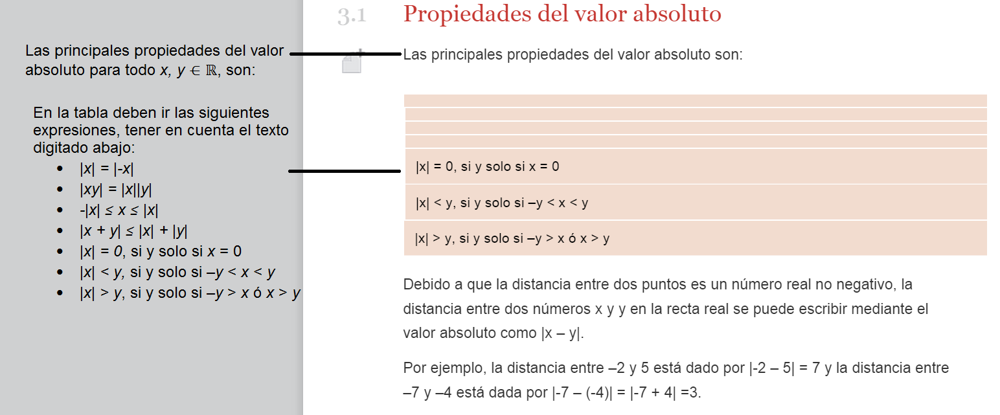 Las principales propiedades del valor
absoluto para todo x, y ∈ ℝ, son:
En la tabla deben ir las siguientes
expresiones, tener en cuenta el texto
digitado abajo:
• |x| = |-x|
• |xy| = |x||y|
• -|x| ≤ x ≤ |x|
• |x + y| ≤ |x| + |y|
• |x| = 0, si y solo si x = 0
• |x| < y, si y solo si –y < x < y
• |x| > y, si y solo si –y > x ó x > y
3.1 Propiedades del valor absoluto
Las principales propiedades del valor absoluto son:
|x| = 0, si y solo si x = 0
|x| < y, si y solo si –y < x < y
|x| > y, si y solo si –y > x ó x > y
Debido a que la distancia entre dos puntos es un número real no negativo, la
distancia entre dos números x y y en la recta real se puede escribir mediante el
valor absoluto como |x – y|.
Por ejemplo, la distancia entre –2 y 5 está dado por |-2 – 5| = 7 y la distancia entre
–7 y –4 está dada por |-7 – (-4)| = |-7 + 4| =3.